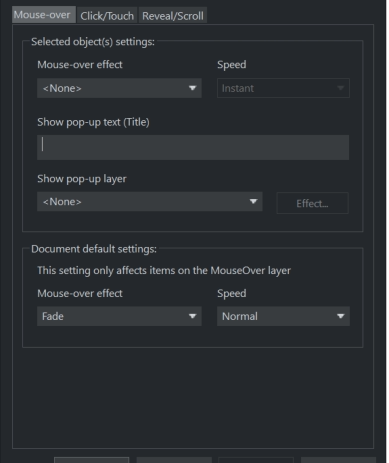 Mouse-over Click/Touch Reveal/Scroll
Selected object(s) settings:
Mouse-over effect Speed
<None> Instant
Show pop-up text (Title)
Show pop-up layer
<None> Effect...
Document default settings:
This setting only affects items on the MouseOver layer
Mouse-over effect Speed
Fade Normal